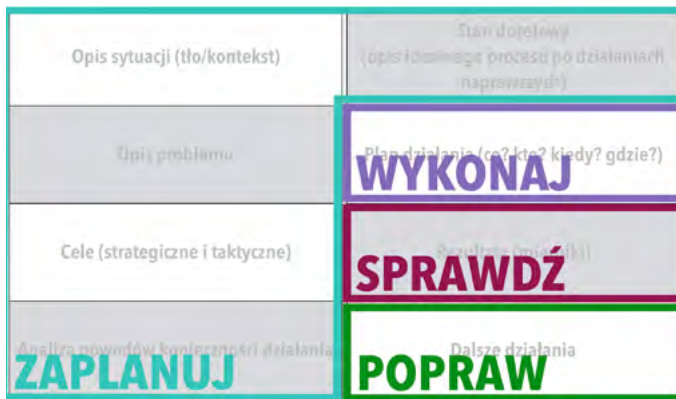 Opis sytuacji (tło/kontekst)
Stan docelowy
(opis idealnego procesu po działaniach
naprawczych)
Opis problemu
Plan działania (co? kto? kiedy? gdzie?)
WYKONAJ
Cele (strategiczne i taktyczne)
Rezultaty (mierniki)
SPRAWDŹ
Analiza powodów konieczności działania
ZAPLANUJ
Dalsze działania
POPRAW